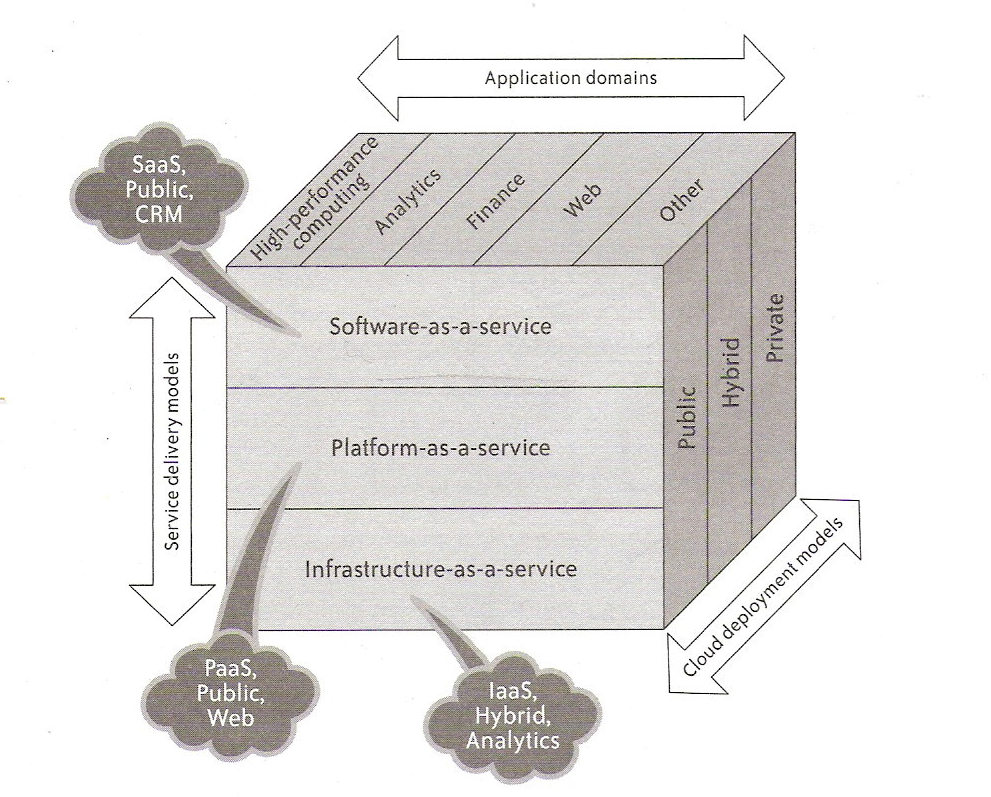 Application domains
SaaS,
Public,
CRM
High-performance
computing
Analytics
Finance
Web
Other
Service delivery models
Software-as-a-service
Platform-as-a-service
Infrastructure-as-a-service
Public
Hybrid
Private
Cloud deployment models
PaaS,
Public,
Web
IaaS,
Hybrid,
Analytics